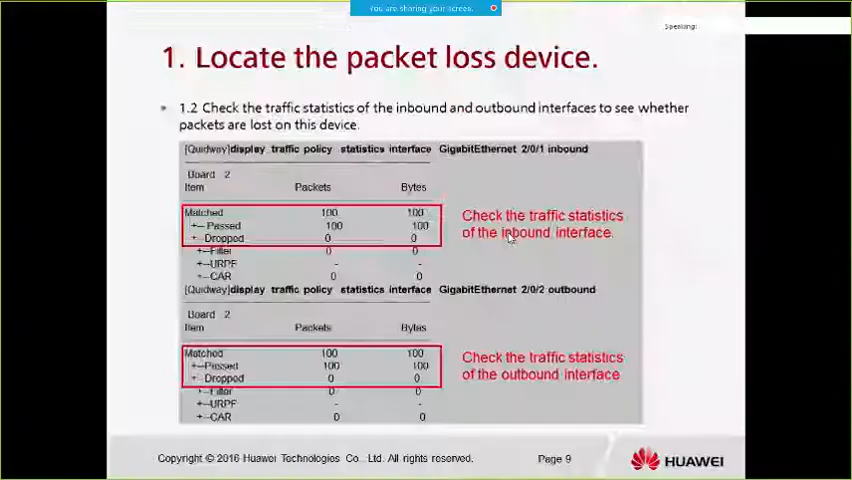 You are sharing your screen.
Speaking:
1. Locate the packet loss device.
1.2 Check the traffic statistics of the inbound and outbound interfaces to see whether
packets are lost on this device.
[Quidway]display traffic policy statistics interface GigabitEthernet 2/0/1 inbound
Board 2
Item Packets Bytes
Matched 100 100
+--Passed 100 100
+--Dropped 0 0
+--Filter 0 0
+--URPF - -
+--CAR 0 0
Check the traffic statistics
of the inbound interface.
[Quidway]display traffic policy statistics interface GigabitEthernet 2/0/2 outbound
Board 2
Item Packets Bytes
Matched 100 100
+--Passed 100 100
+--Dropped 0 0
+--Filter 0 0
+--URPF - -
+--CAR 0 0
Check the traffic statistics
of the outbound interface
Copyright © 2016 Huawei Technologies Co., Ltd. All rights reserved.
Page 9
HUAWEI